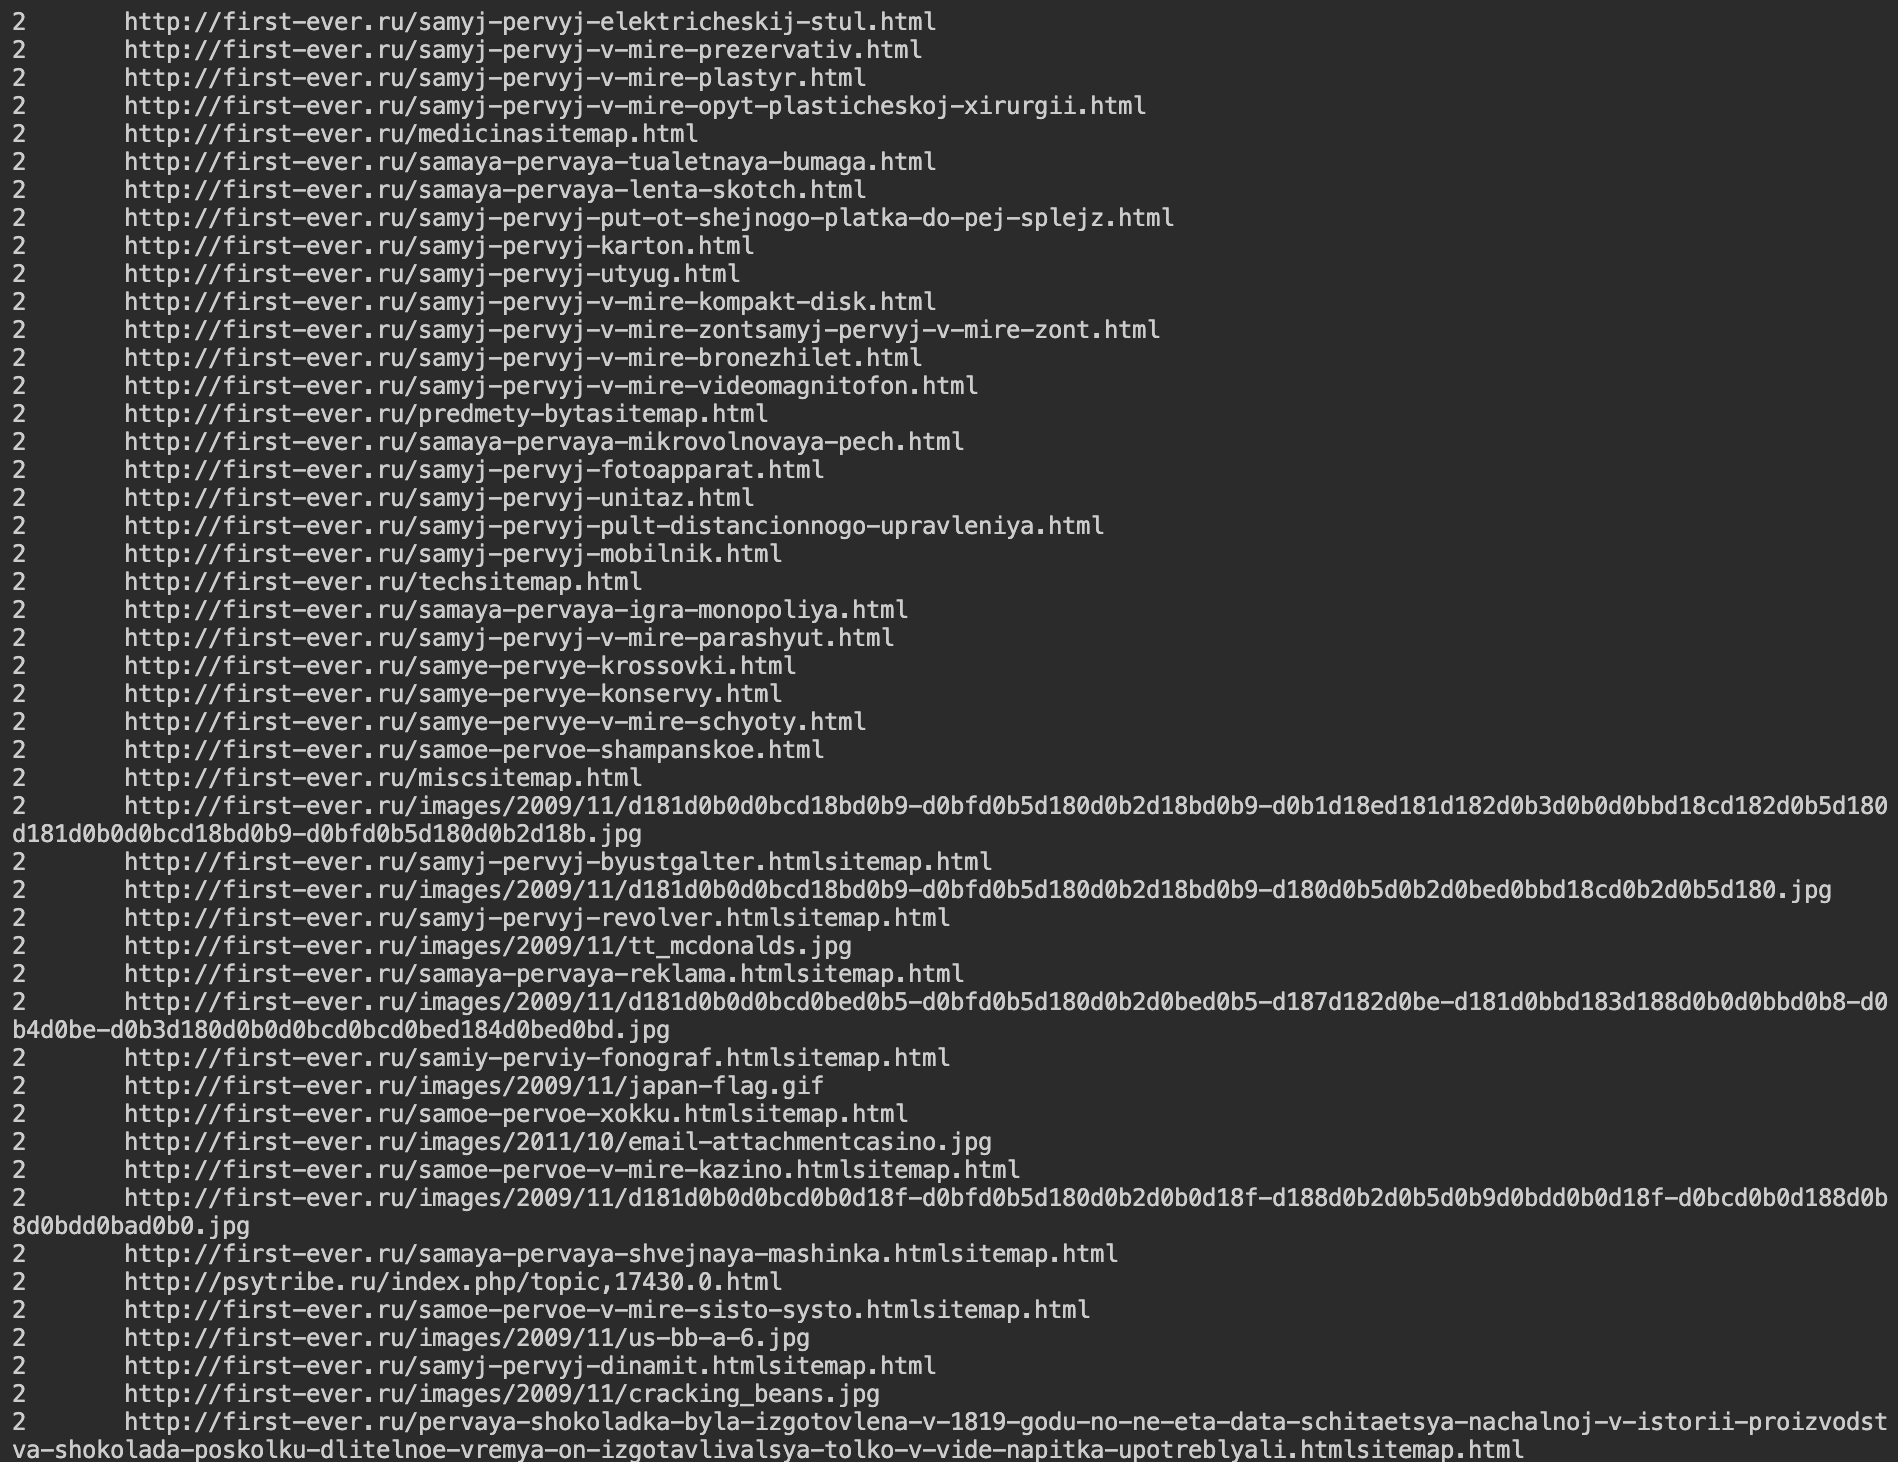 2	http://first-ever.ru/samyj-pervyj-elektricheskij-stul.html
2	http://first-ever.ru/samyj-pervyj-v-mire-prezervativ.html
2	http://first-ever.ru/samyj-pervyj-v-mire-plastyr.html
2	http://first-ever.ru/samyj-pervyj-v-mire-opyt-plasticheskoj-xirurgii.html
2	http://first-ever.ru/medicinasitemap.html
2	http://first-ever.ru/samaya-pervaya-tualetnaya-bumaga.html
2	http://first-ever.ru/samaya-pervaya-lenta-skotch.html
2	http://first-ever.ru/samyj-pervyj-put-ot-shejnogo-platka-do-pej-splejz.html
2	http://first-ever.ru/samyj-pervyj-karton.html
2	http://first-ever.ru/samyj-pervyj-utyug.html
2	http://first-ever.ru/samyj-pervyj-v-mire-kompakt-disk.html
2	http://first-ever.ru/samyj-pervyj-v-mire-zontsamyj-pervyj-v-mire-zont.html
2	http://first-ever.ru/samyj-pervyj-v-mire-bronezhilet.html
2	http://first-ever.ru/samyj-pervyj-v-mire-videomagnitofon.html
2	http://first-ever.ru/predmety-bytasitemap.html
2	http://first-ever.ru/samaya-pervaya-mikrovolnovaya-pech.html
2	http://first-ever.ru/samyj-pervyj-fotoapparat.html
2	http://first-ever.ru/samyj-pervyj-unitaz.html
2	http://first-ever.ru/samyj-pervyj-pult-distancionnogo-upravleniya.html
2	http://first-ever.ru/samyj-pervyj-mobilnik.html
2	http://first-ever.ru/techsitemap.html
2	http://first-ever.ru/samaya-pervaya-igra-monopoliya.html
2	http://first-ever.ru/samyj-pervyj-v-mire-parashyut.html
2	http://first-ever.ru/samye-pervye-krossovki.html
2	http://first-ever.ru/samye-pervye-konservy.html
2	http://first-ever.ru/samye-pervye-v-mire-schyoty.html
2	http://first-ever.ru/samoe-pervoe-shampanskoe.html
2	http://first-ever.ru/miscsitemap.html
2	http://first-ever.ru/images/2009/11/d181d0b0d0bcd18bd0b9-d0bfd0b5d180d0b2d18bd0b9-d0b1d18ed181d182d0b3d0b0d0bbd18cd182d0b5d180
d181d0b0d0bcd18bd0b9-d0bfd0b5d180d0b2d18b.jpg
2	http://first-ever.ru/samyj-pervyj-byustgalter.htmlsitemap.html
2	http://first-ever.ru/images/2009/11/d181d0b0d0bcd18bd0b9-d0bfd0b5d180d0b2d18bd0b9-d180d0b5d0b2d0bed0bbd18cd0b2d0b5d180.jpg
2	http://first-ever.ru/samyj-pervyj-revolver.htmlsitemap.html
2	http://first-ever.ru/images/2009/11/tt_mcdonalds.jpg
2	http://first-ever.ru/samaya-pervaya-reklama.htmlsitemap.html
2	http://first-ever.ru/images/2009/11/d181d0b0d0bcd0bed0b5-d0bfd0b5d180d0b2d0bed0b5-d187d182d0be-d181d0bbd183d188d0b0d0bbd0b8-d0
b4d0be-d0b3d180d0b0d0bcd0bcd0bed184d0bed0bd.jpg
2	http://first-ever.ru/samiy-perviy-fonograf.htmlsitemap.html
2	http://first-ever.ru/images/2009/11/japan-flag.gif
2	http://first-ever.ru/samoe-pervoe-xokku.htmlsitemap.html
2	http://first-ever.ru/images/2011/10/email-attachmentcasino.jpg
2	http://first-ever.ru/samoe-pervoe-v-mire-kazino.htmlsitemap.html
2	http://first-ever.ru/images/2009/11/d181d0b0d0bcd0b0d18f-d0bfd0b5d180d0b2d0b0d18f-d188d0b2d0b5d0b9d0bdd0b0d18f-d0bcd0b0d188d0b
8d0bdd0bad0b0.jpg
2	http://first-ever.ru/samaya-pervaya-shvejnaya-mashinka.htmlsitemap.html
2	http://psytribe.ru/index.php/topic,17430.0.html
2	http://first-ever.ru/samoe-pervoe-v-mire-sisto-systo.htmlsitemap.html
2	http://first-ever.ru/images/2009/11/us-bb-a-6.jpg
2	http://first-ever.ru/samyj-pervyj-dinamit.htmlsitemap.html
2	http://first-ever.ru/images/2009/11/cracking_beans.jpg
2	http://first-ever.ru/pervaya-shokoladka-byla-izgotovlena-v-1819-godu-no-ne-eta-data-schitaetsya-nachalnoj-v-istorii-proizvodst
va-shokolada-poskolku-dlitelnoe-vremya-on-izgotavlivalsya-tolko-v-vide-napitka-upotreblyali.htmlsitemap.html